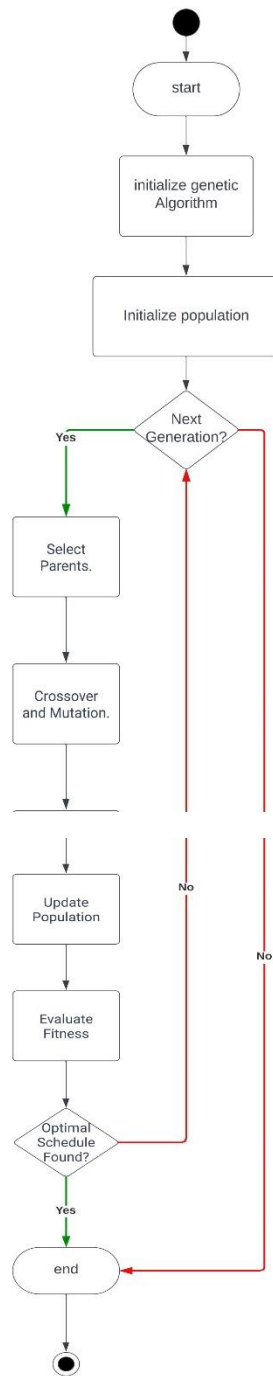 start
initialize genetic
Algorithm
Initialize population
Next
Generation?
Yes
Select
Parents.
Crossover
and Mutation.
No
Update
Population
No
Evaluate
Fitness
Optimal
Schedule
Found?
Yes
end